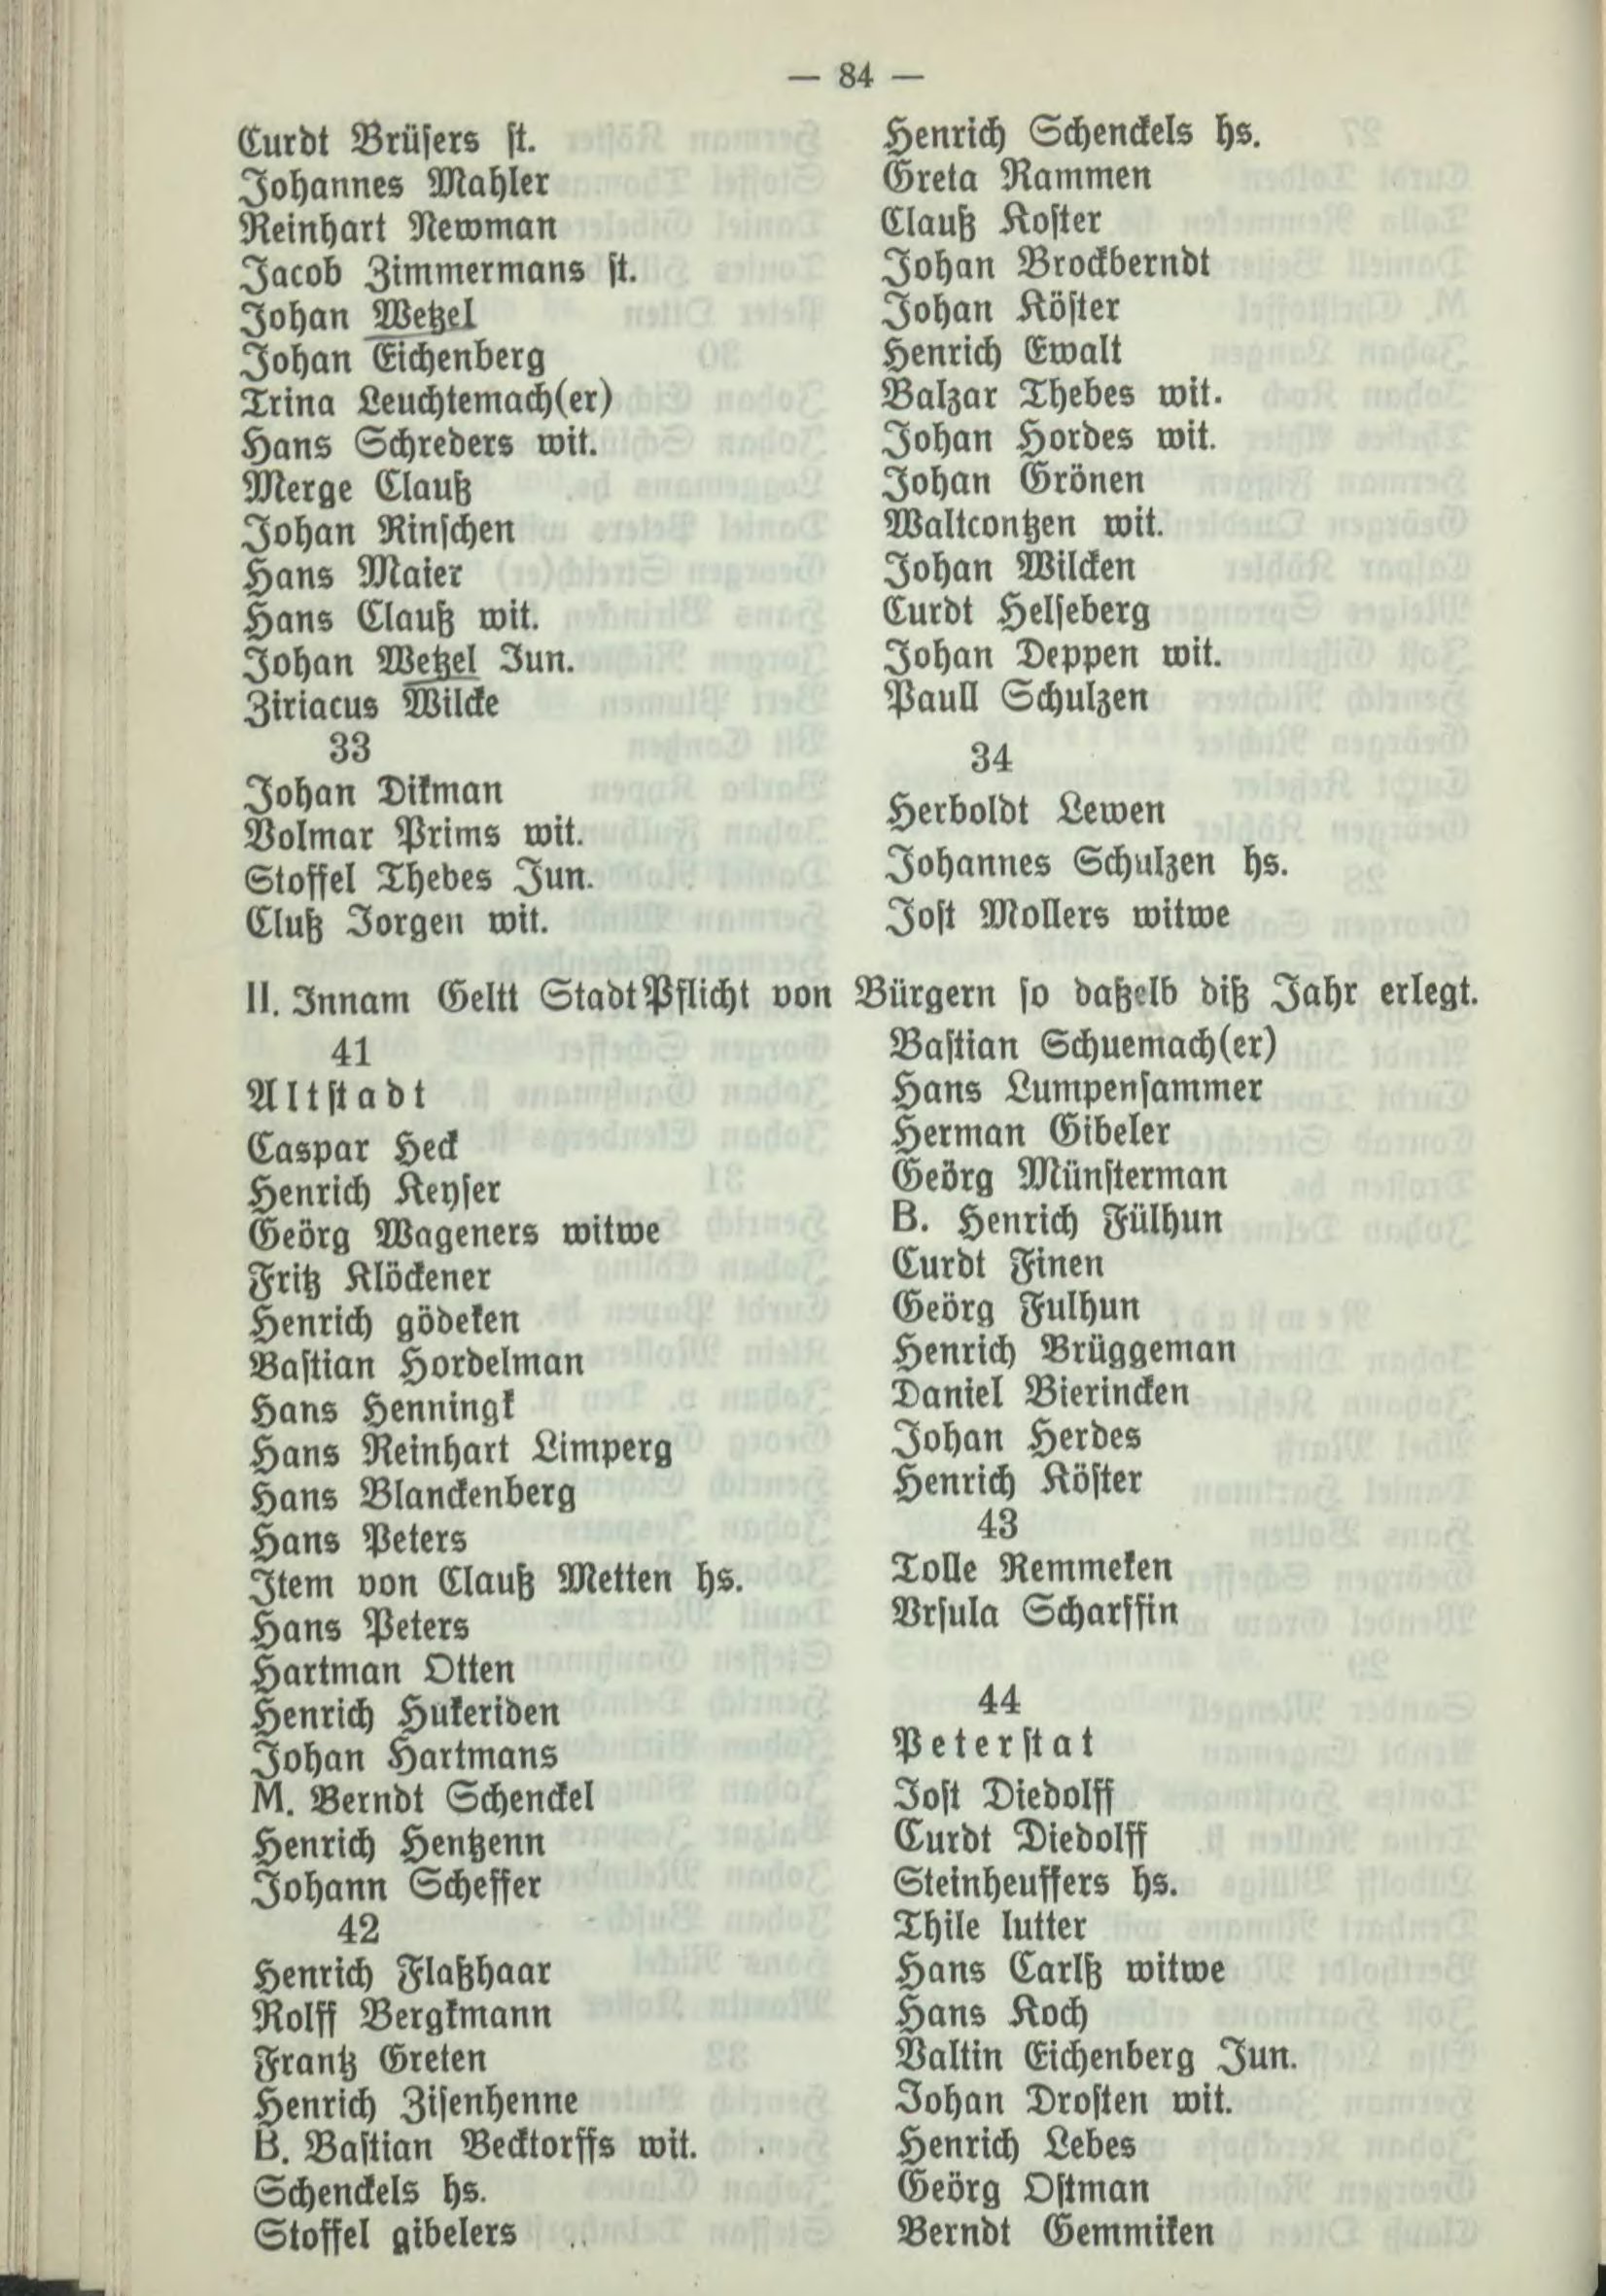 — 84 —
Curdt Brüsers st.
Johannes Mahler
Reinhart Newman
Jacob Zimmermans st.
Johan Wetzel
Johan Eichenberg
Trina Leuchtemach(er)
Hans Schreders wit.
Merge Clauß
Johan Rinschen
Hans Maier
Hans Clauß wit.
Johan Wetzel Jun.
Ziriacus Wilcke
33
Johan Dikman
Volmar Prims wit.
Stoffel Thebes Jun.
Cluß Jorgen wit.
Henrich Schenckels hs.
Greta Rammen
Clauß Koster
Johan Brockberndt
Johan Köster
Henrich Ewalt
Balzar Thebes wit.
Johan Hordes wit.
Johan Grönen
Waltcontzen wit.
Johan Wilcken
Curdt Helseberg
Johan Deppen wit.
Paull Schulzen
34
Herboldt Lewen
Johannes Schulzen hs.
Jost Mollers witwe
II. Innam Geltt StadtPflicht von Bürgern so daßelb diß Jahr erlegt.
41
Altstadt
Caspar Heck
Henrich Keyser
Geörg Wageners witwe
Fritz Klöckener
Henrich gödeken
Bastian Hordelman
Hans Henningk
Hans Reinhart Limperg
Hans Blanckenberg
Hans Peters
Item von Clauß Metten hs.
Hans Peters
Hartman Otten
Henrich Hukeriden
Johan Hartmans
M. Berndt Schenckel
Henrich Hentzenn
Johann Scheffer
42
Henrich Flaßhaar
Rolff Bergkmann
Frantz Greten
Henrich Zisenhenne
B. Bastian Becktorffs wit.
Schenckels hs.
Stoffel gibelers
Bastian Schuemach(er)
Hans Lumpensammer
Herman Gibeler
Geörg Münsterman
B. Henrich Fülhun
Curdt Finen
Geörg Fulhun
Henrich Brüggeman
Daniel Bierincken
Johan Herdes
Henrich Köster
43
Tolle Remmeken
Vrsula Scharffin
44
Peterstat
Jost Diedolff
Curdt Diedolff
Steinheuffers hs.
Thile lutter
Hans Carlß witwe
Hans Koch
Valtin Eichenberg Jun.
Johan Drosten wit.
Henrich Lebes
Geörg Ostman
Berndt Gemmiken